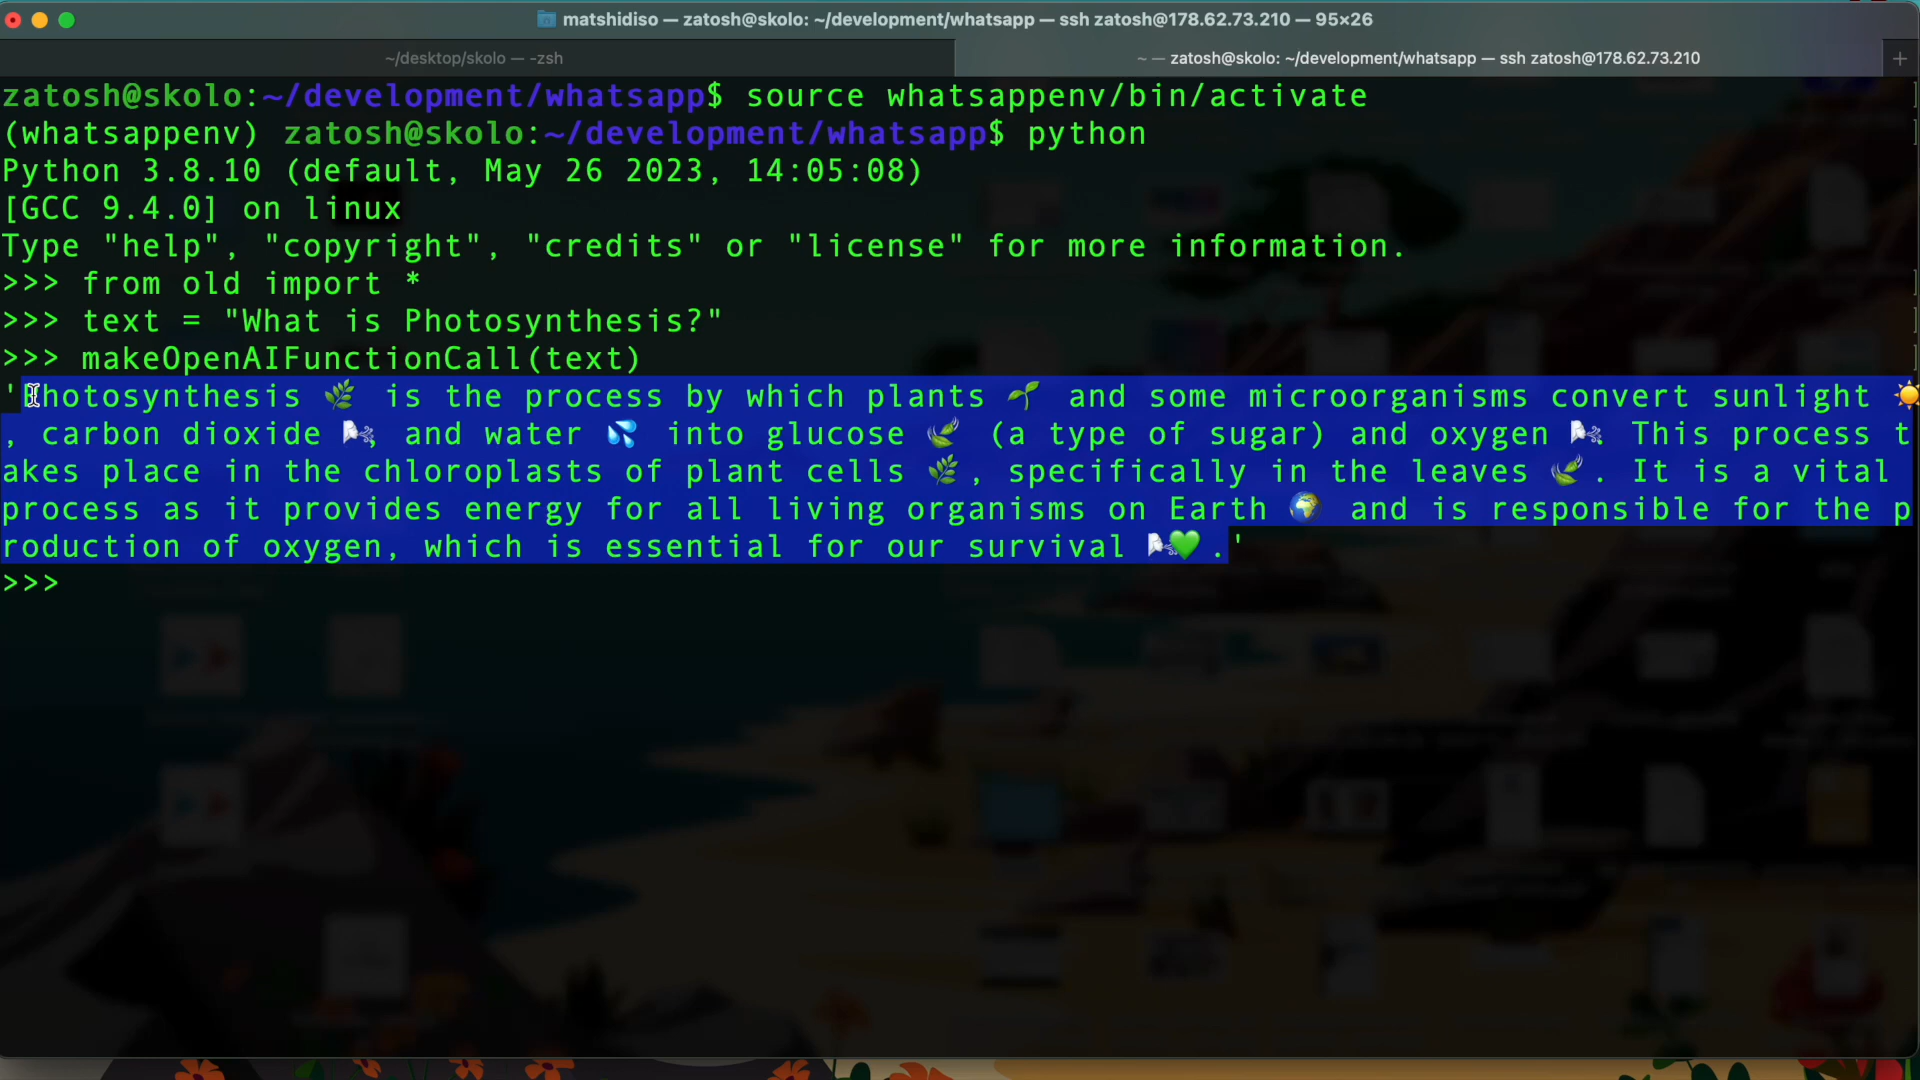 matshidiso — zatosh@skolo: ~/development/whatsapp — ssh zatosh@178.62.73.210 — 95×26
~/desktop/skolo — -zsh
~ — zatosh@skolo: ~/development/whatsapp — ssh zatosh@178.62.73.210
zatosh@skolo:~/development/whatsapp$ source whatsappenv/bin/activate
(whatsappenv) zatosh@skolo:~/development/whatsapp$ python
Python 3.8.10 (default, May 26 2023, 14:05:08)
[GCC 9.4.0] on linux
Type "help", "copyright", "credits" or "license" for more information.
>>> from old import *
>>> text = "What is Photosynthesis?"
>>> makeOpenAIFunctionCall(text)
'Photosynthesis 🌿 is the process by which plants 🌱 and some microorganisms convert sunlight ☀️
, carbon dioxide 🌬️ and water 💦 into glucose 🍃 (a type of sugar) and oxygen 🌬️ This process t
akes place in the chloroplasts of plant cells 🌿, specifically in the leaves 🍃. It is a vital
process as it provides energy for all living organisms on Earth 🌍 and is responsible for the p
roduction of oxygen, which is essential for our survival 🌬️💚.'
>>>